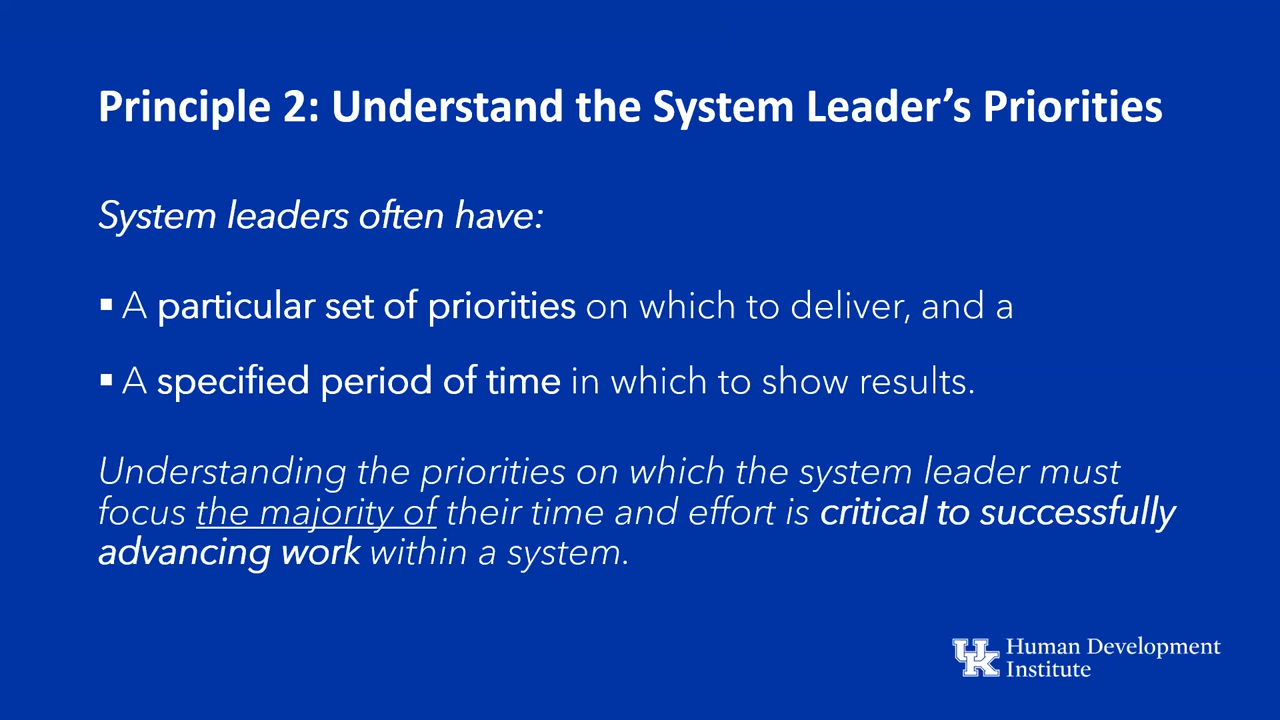 Principle 2: Understand the System Leader’s Priorities
System leaders often have:
▪ A particular set of priorities on which to deliver, and a
▪ A specified period of time in which to show results.
Understanding the priorities on which the system leader must
focus the majority of their time and effort is critical to successfully
advancing work within a system.
UK Human Development
Institute